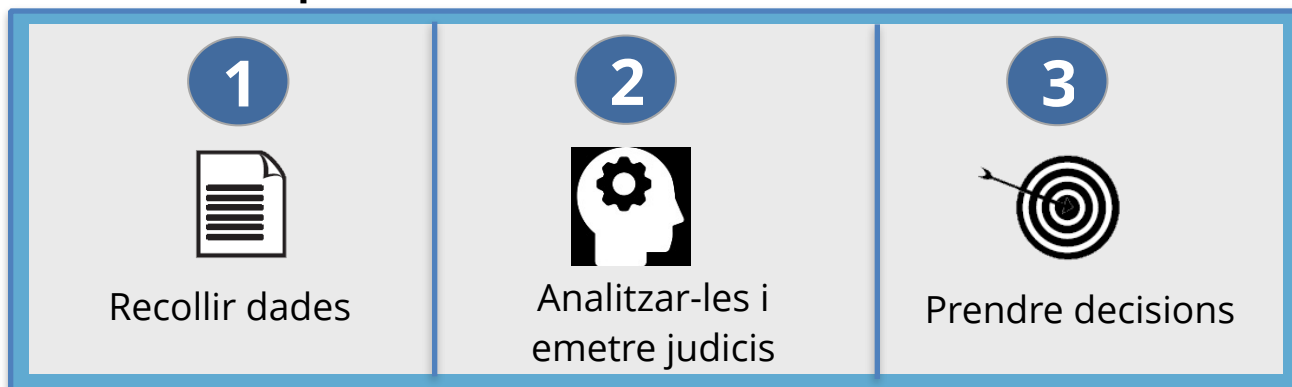 1
2
3
Recollir dades
Analitzar-les i
emetre judicis
Prendre decisions